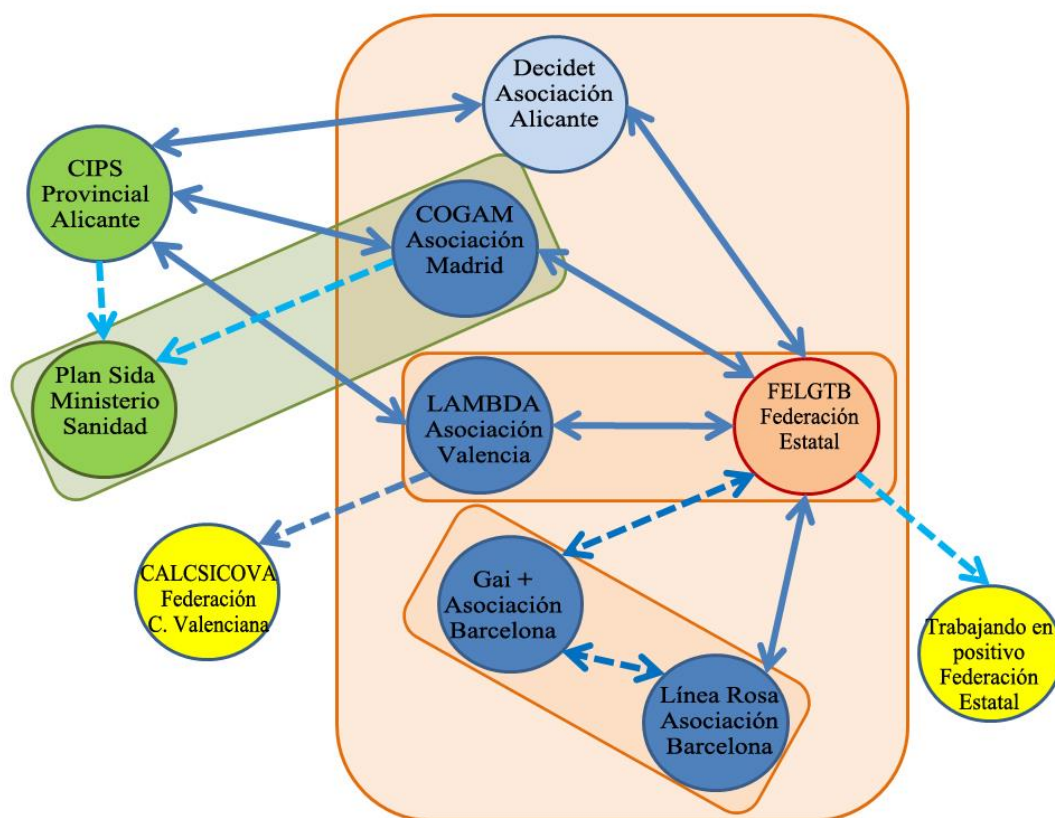 Decidet
Asociación
Alicante
CIPS
Provincial
Alicante
COGAM
Asociación
Madrid
Plan Sida
Ministerio
Sanidad
LAMBDA
Asociación
Valencia
FELGTB
Federación
Estatal
CALCSICOVA
Federación
C. Valenciana
Gai +
Asociación
Barcelona
Trabajando en
positivo
Federación
Estatal
Línea Rosa
Asociación
Barcelona